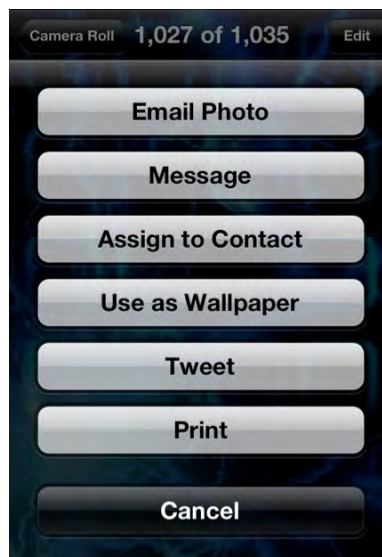 Camera Roll 1,027 of 1,035 Edit
Email Photo
Message
Assign to Contact
Use as Wallpaper
Tweet
Print
Cancel